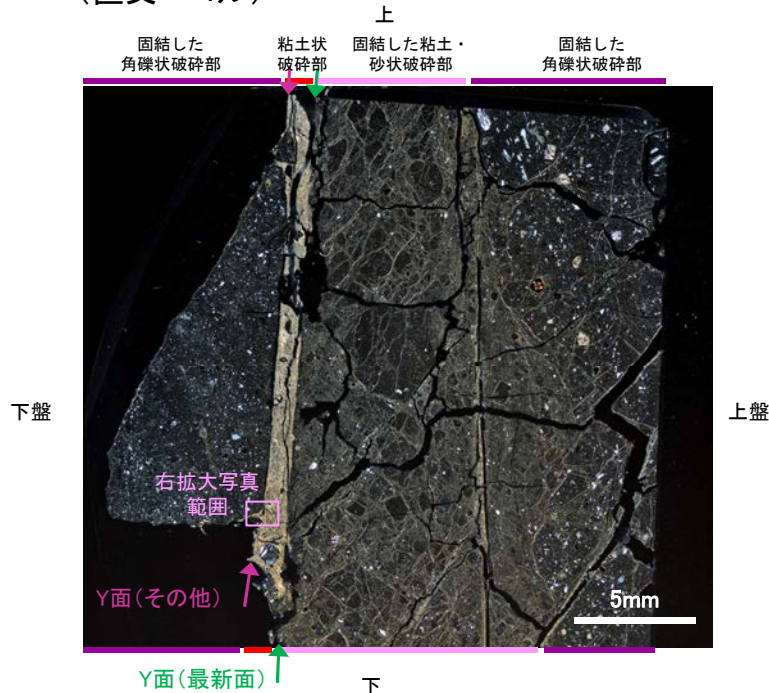 上
固結した
角礫状破砕部
粘土状
破砕部
固結した粘土・
砂状破砕部
固結した
角礫状破砕部
下盤
上盤
右拡大写真
範囲
Y面(その他)
5mm
Y面(最新面)
下